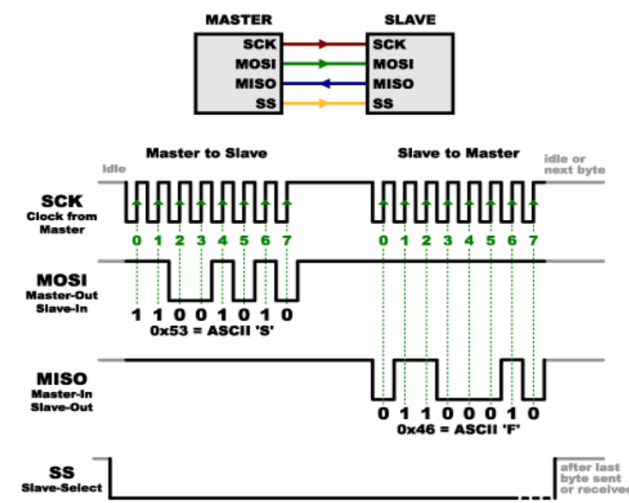 MASTER SLAVE
SCK SCK
MOSI MOSI
MISO MISO
SS SS
Master to Slave Slave to Master
idle
idle or
next byte
SCK
Clock from
Master
0 1 2 3 4 5 6 7 0 1 2 3 4 5 6 7
MOSI
Master-Out
Slave-In
1 1 0 0 1 0 1 0
0x53 = ASCII 'S'
MISO
Master-In
Slave-Out
0 1 1 0 0 0 1 0
0x46 = ASCII 'F'
SS
Slave-Select
after last
byte sent
or received